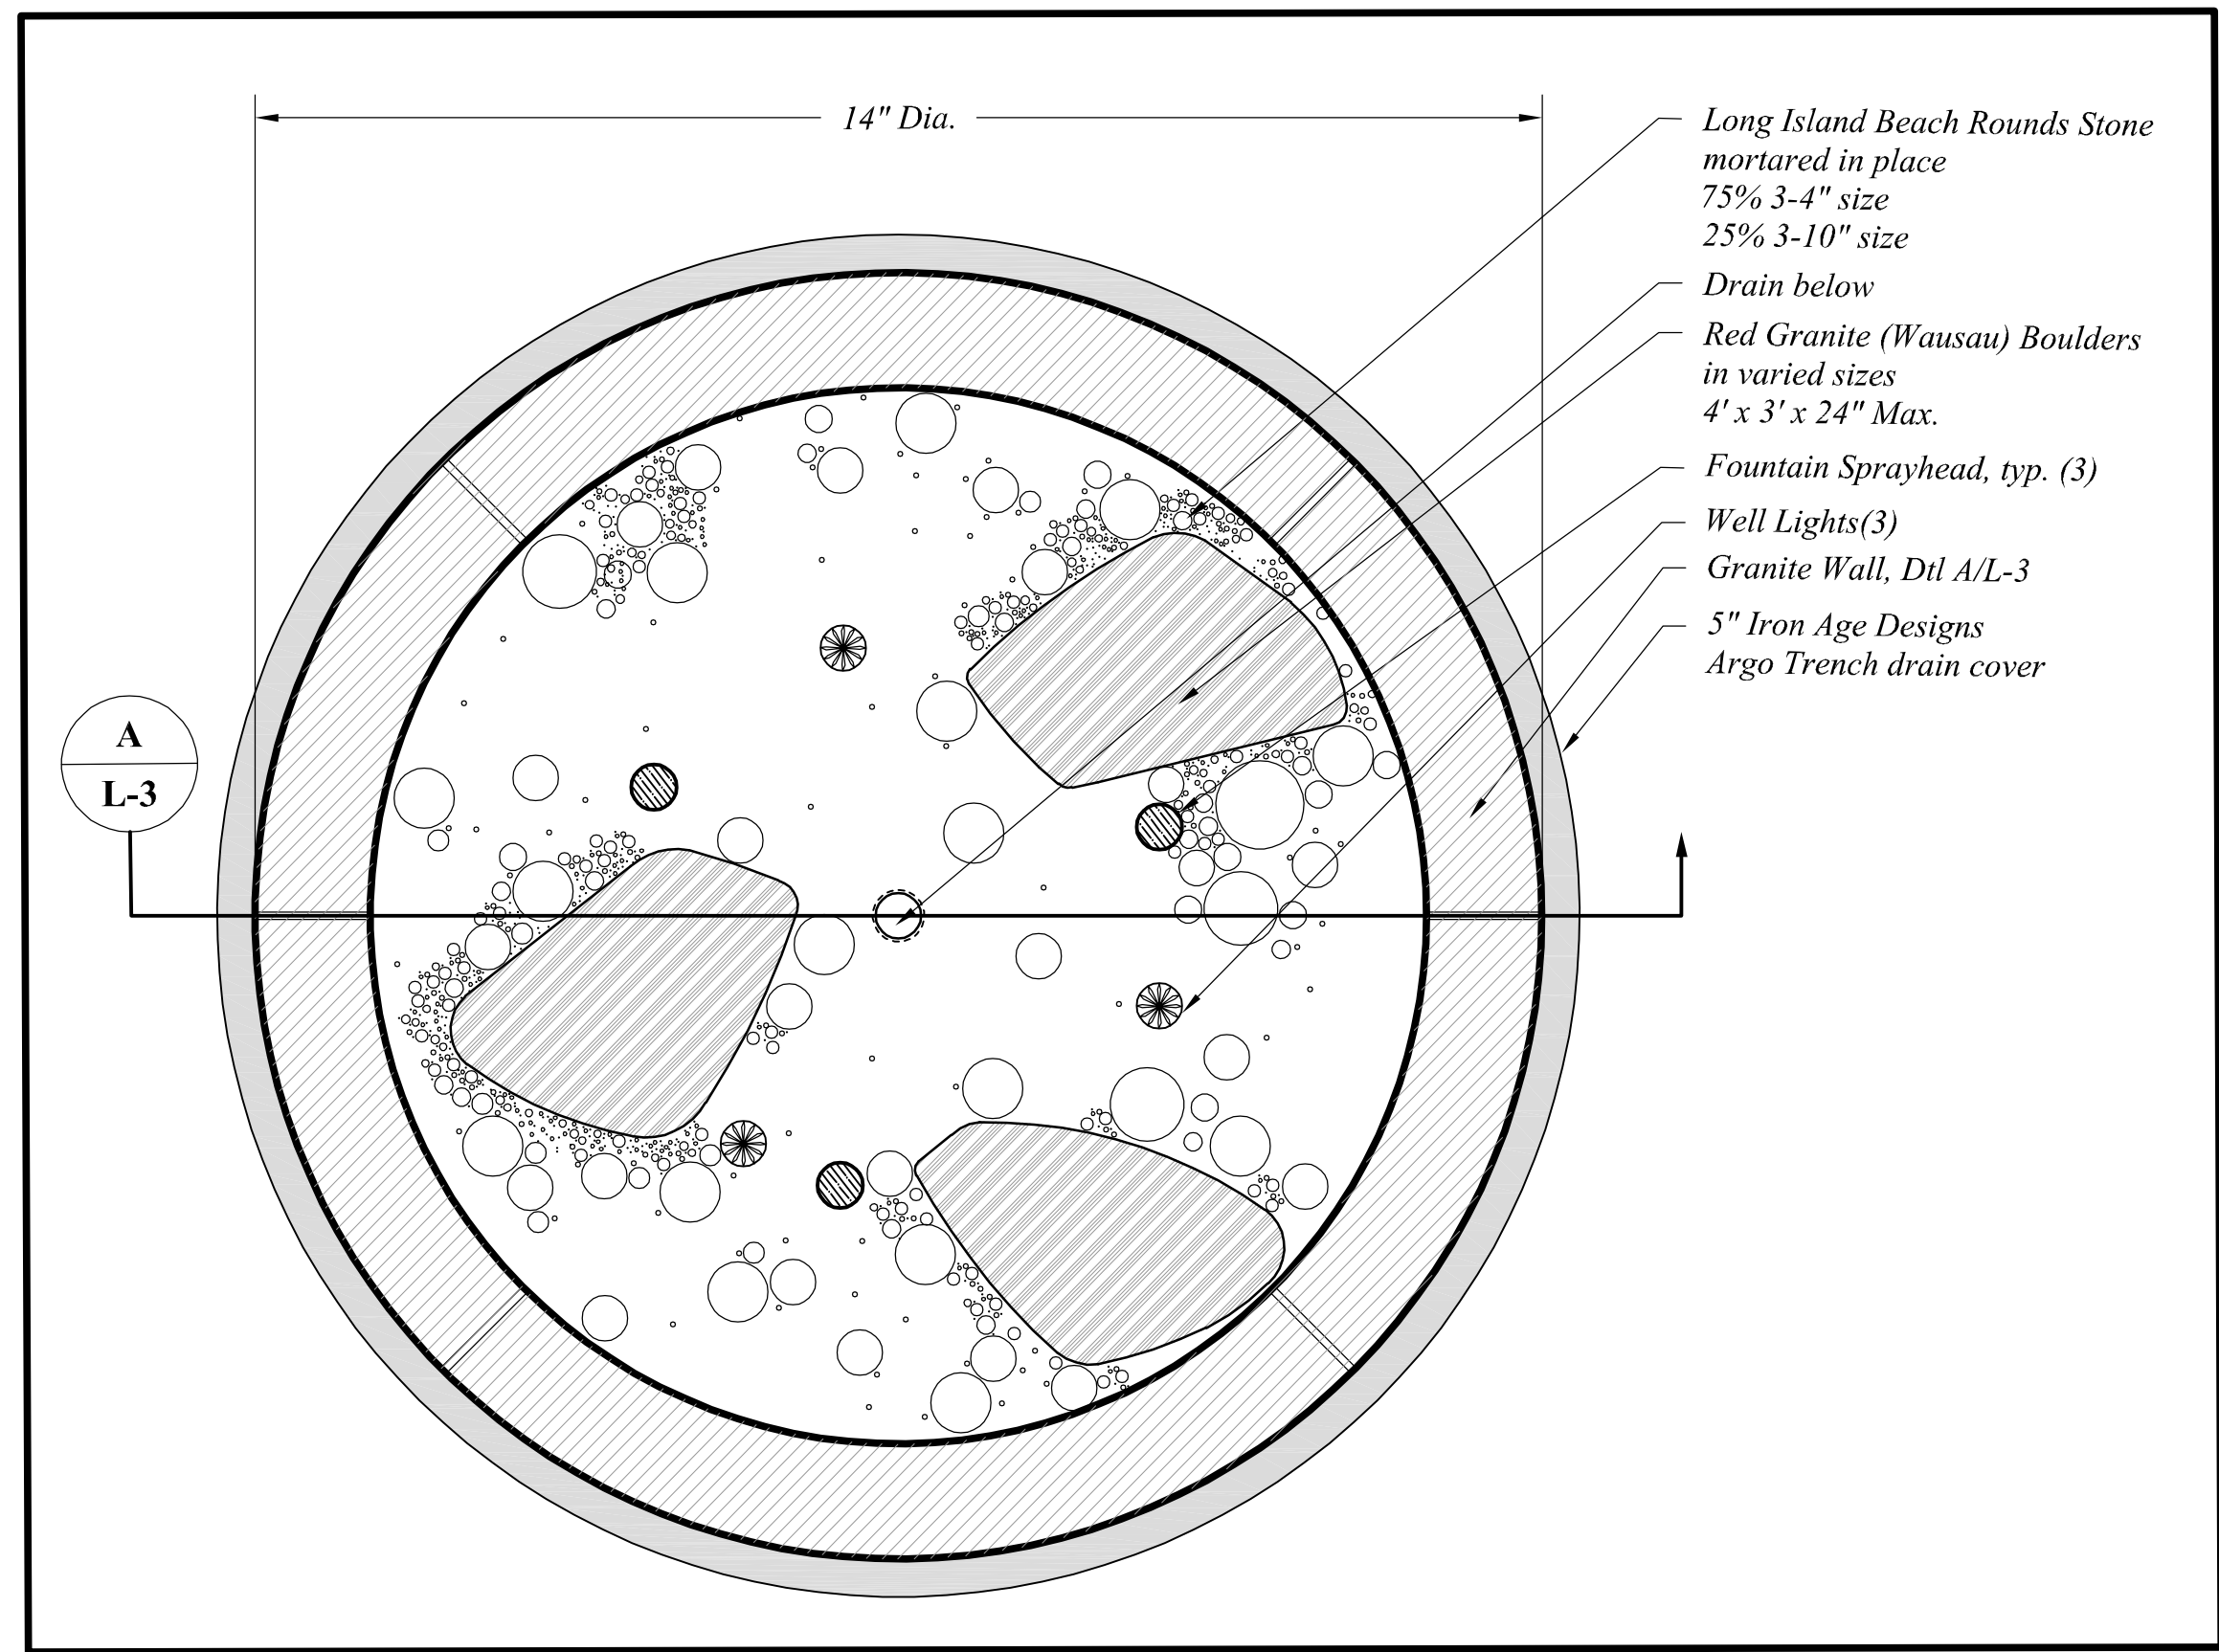 14" Dia.
Long Island Beach Rounds Stone
mortared in place
75% 3-4" size
25% 3-10" size
Drain below
Red Granite (Wausau) Boulders
in varied sizes
4' x 3' x 24" Max.
Fountain Sprayhead, typ. (3)
Well Lights(3)
Granite Wall, Dtl A/L-3
5" Iron Age Designs
Argo Trench drain cover
A
L-3